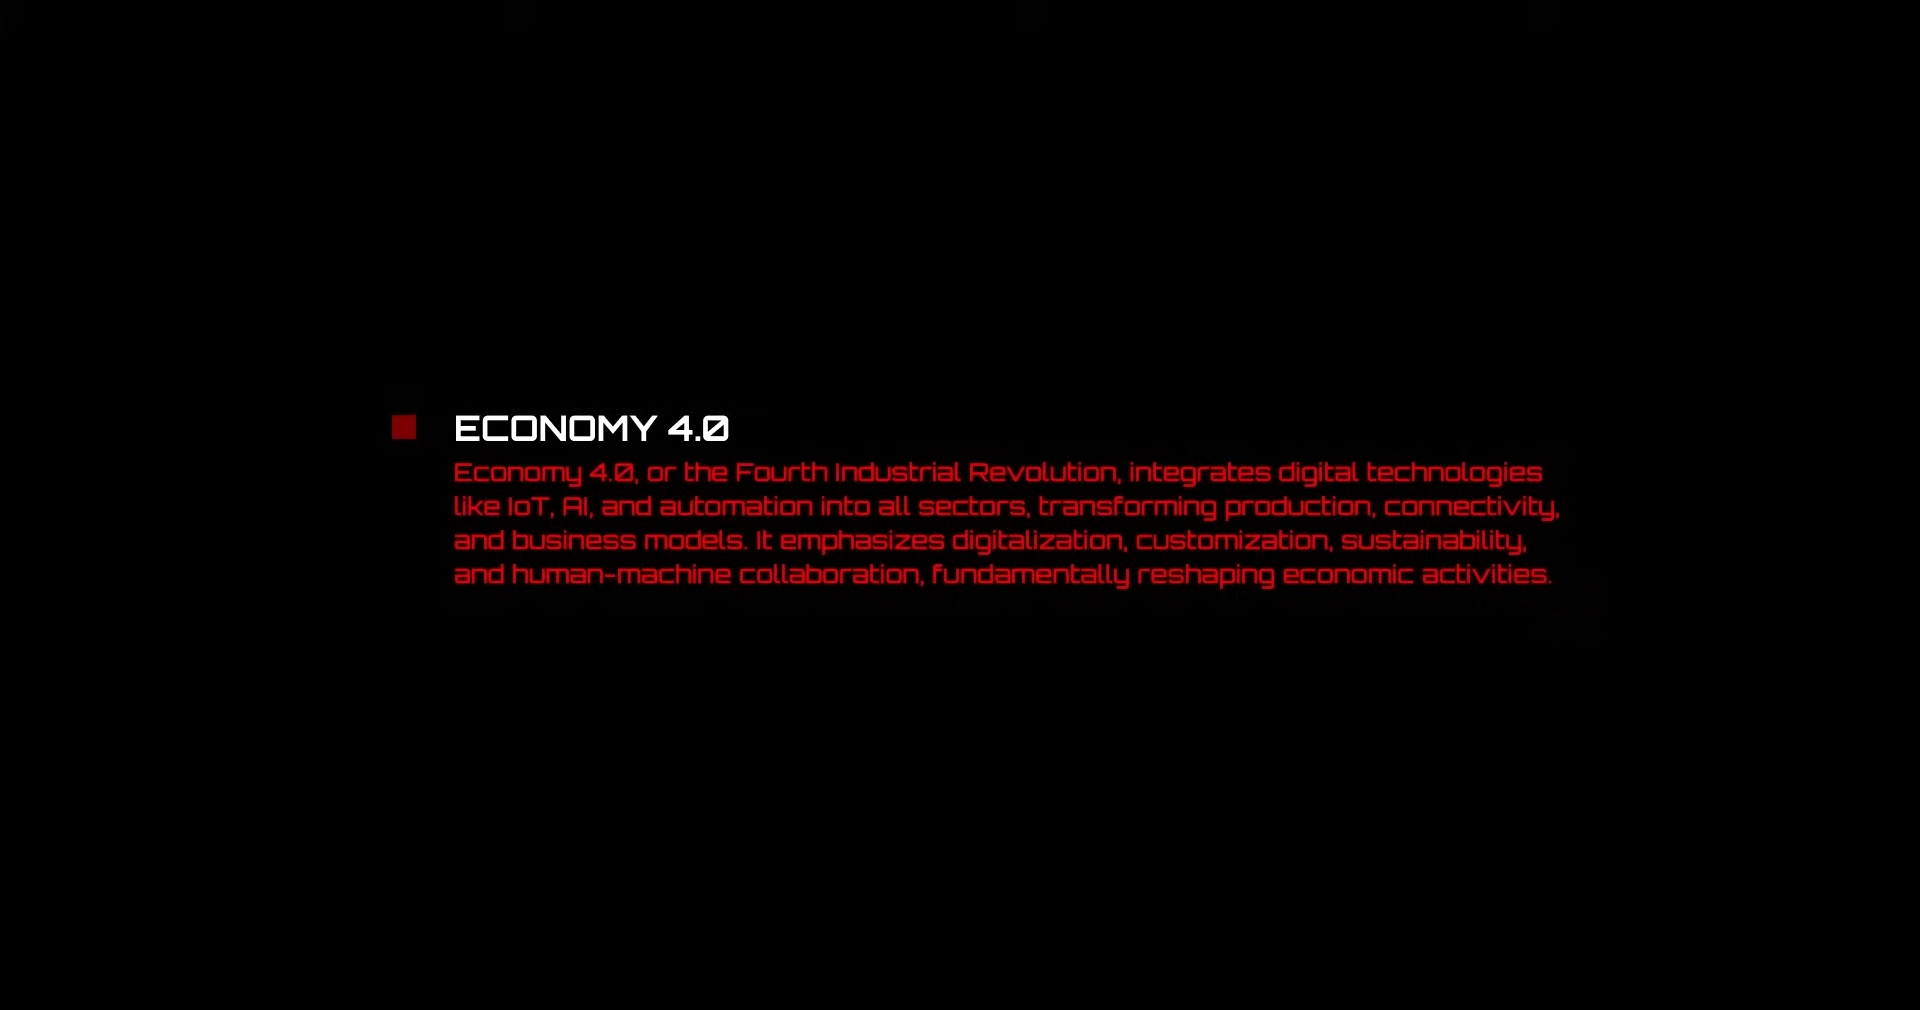 ECONOMY 4.0
Economy 4.0, or the Fourth Industrial Revolution, integrates digital technologies
like IoT, AI, and automation into all sectors, transforming production, connectivity,
and business models. It emphasizes digitalization, customization, sustainability,
and human-machine collaboration, fundamentally reshaping economic activities.